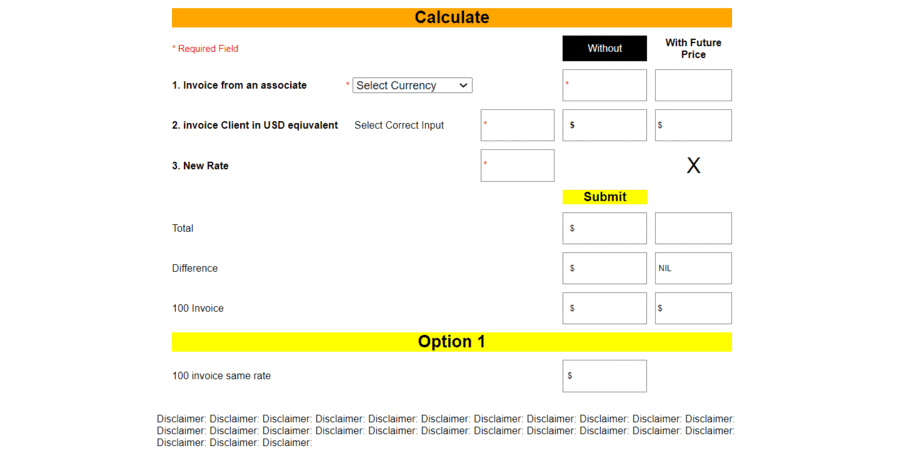 Calculate
* Required Field
Without
With Future
Price
1. Invoice from an associate
* Select Currency
*
2. invoice Client in USD eqiuvalent
Select Correct Input
*
$
$
3. New Rate
*
X
Submit
Total
$
Difference
$
NIL
100 Invoice
$
$
Option 1
100 invoice same rate
$
Disclaimer: Disclaimer: Disclaimer: Disclaimer: Disclaimer: Disclaimer: Disclaimer: Disclaimer: Disclaimer: Disclaimer: Disclaimer:
Disclaimer: Disclaimer: Disclaimer: Disclaimer: Disclaimer: Disclaimer: Disclaimer: Disclaimer: Disclaimer: Disclaimer: Disclaimer:
Disclaimer: Disclaimer: Disclaimer: